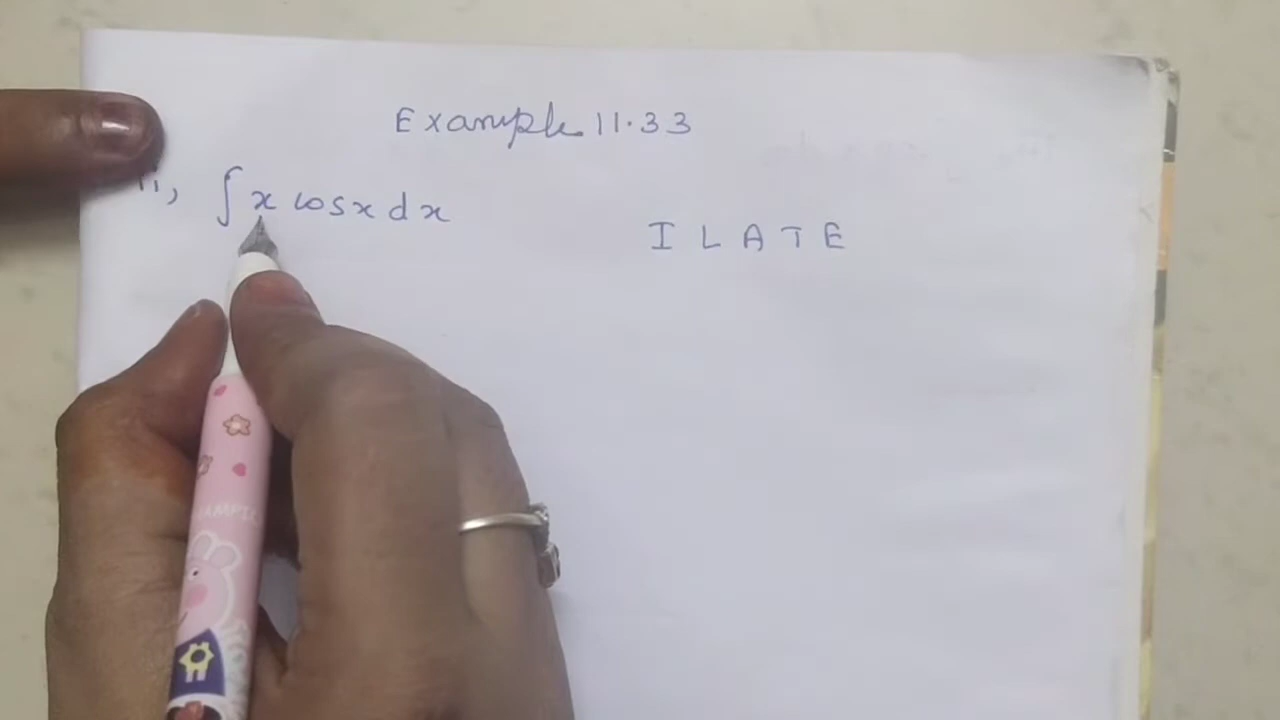 Example 11.33
ii, ∫ x cos x dx
I L A T E